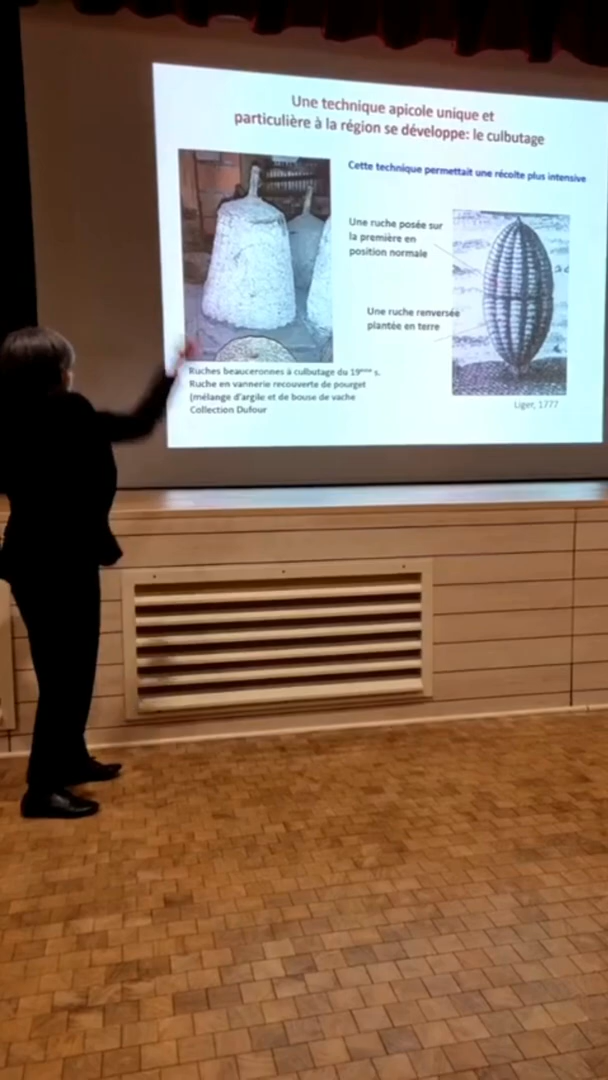 Une technique apicole unique et
particulière à la région se développe: le culbutage
Cette technique permettait une récolte plus intensive
Une ruche posée sur
la première en
position normale
Une ruche renversée
plantée en terre
Ruches beauceronnes à culbutage du 19ème s.
Ruche en vannerie recouverte de pourget
(mélange d'argile et de bouse de vache
Collection Dufour
Liger, 1777